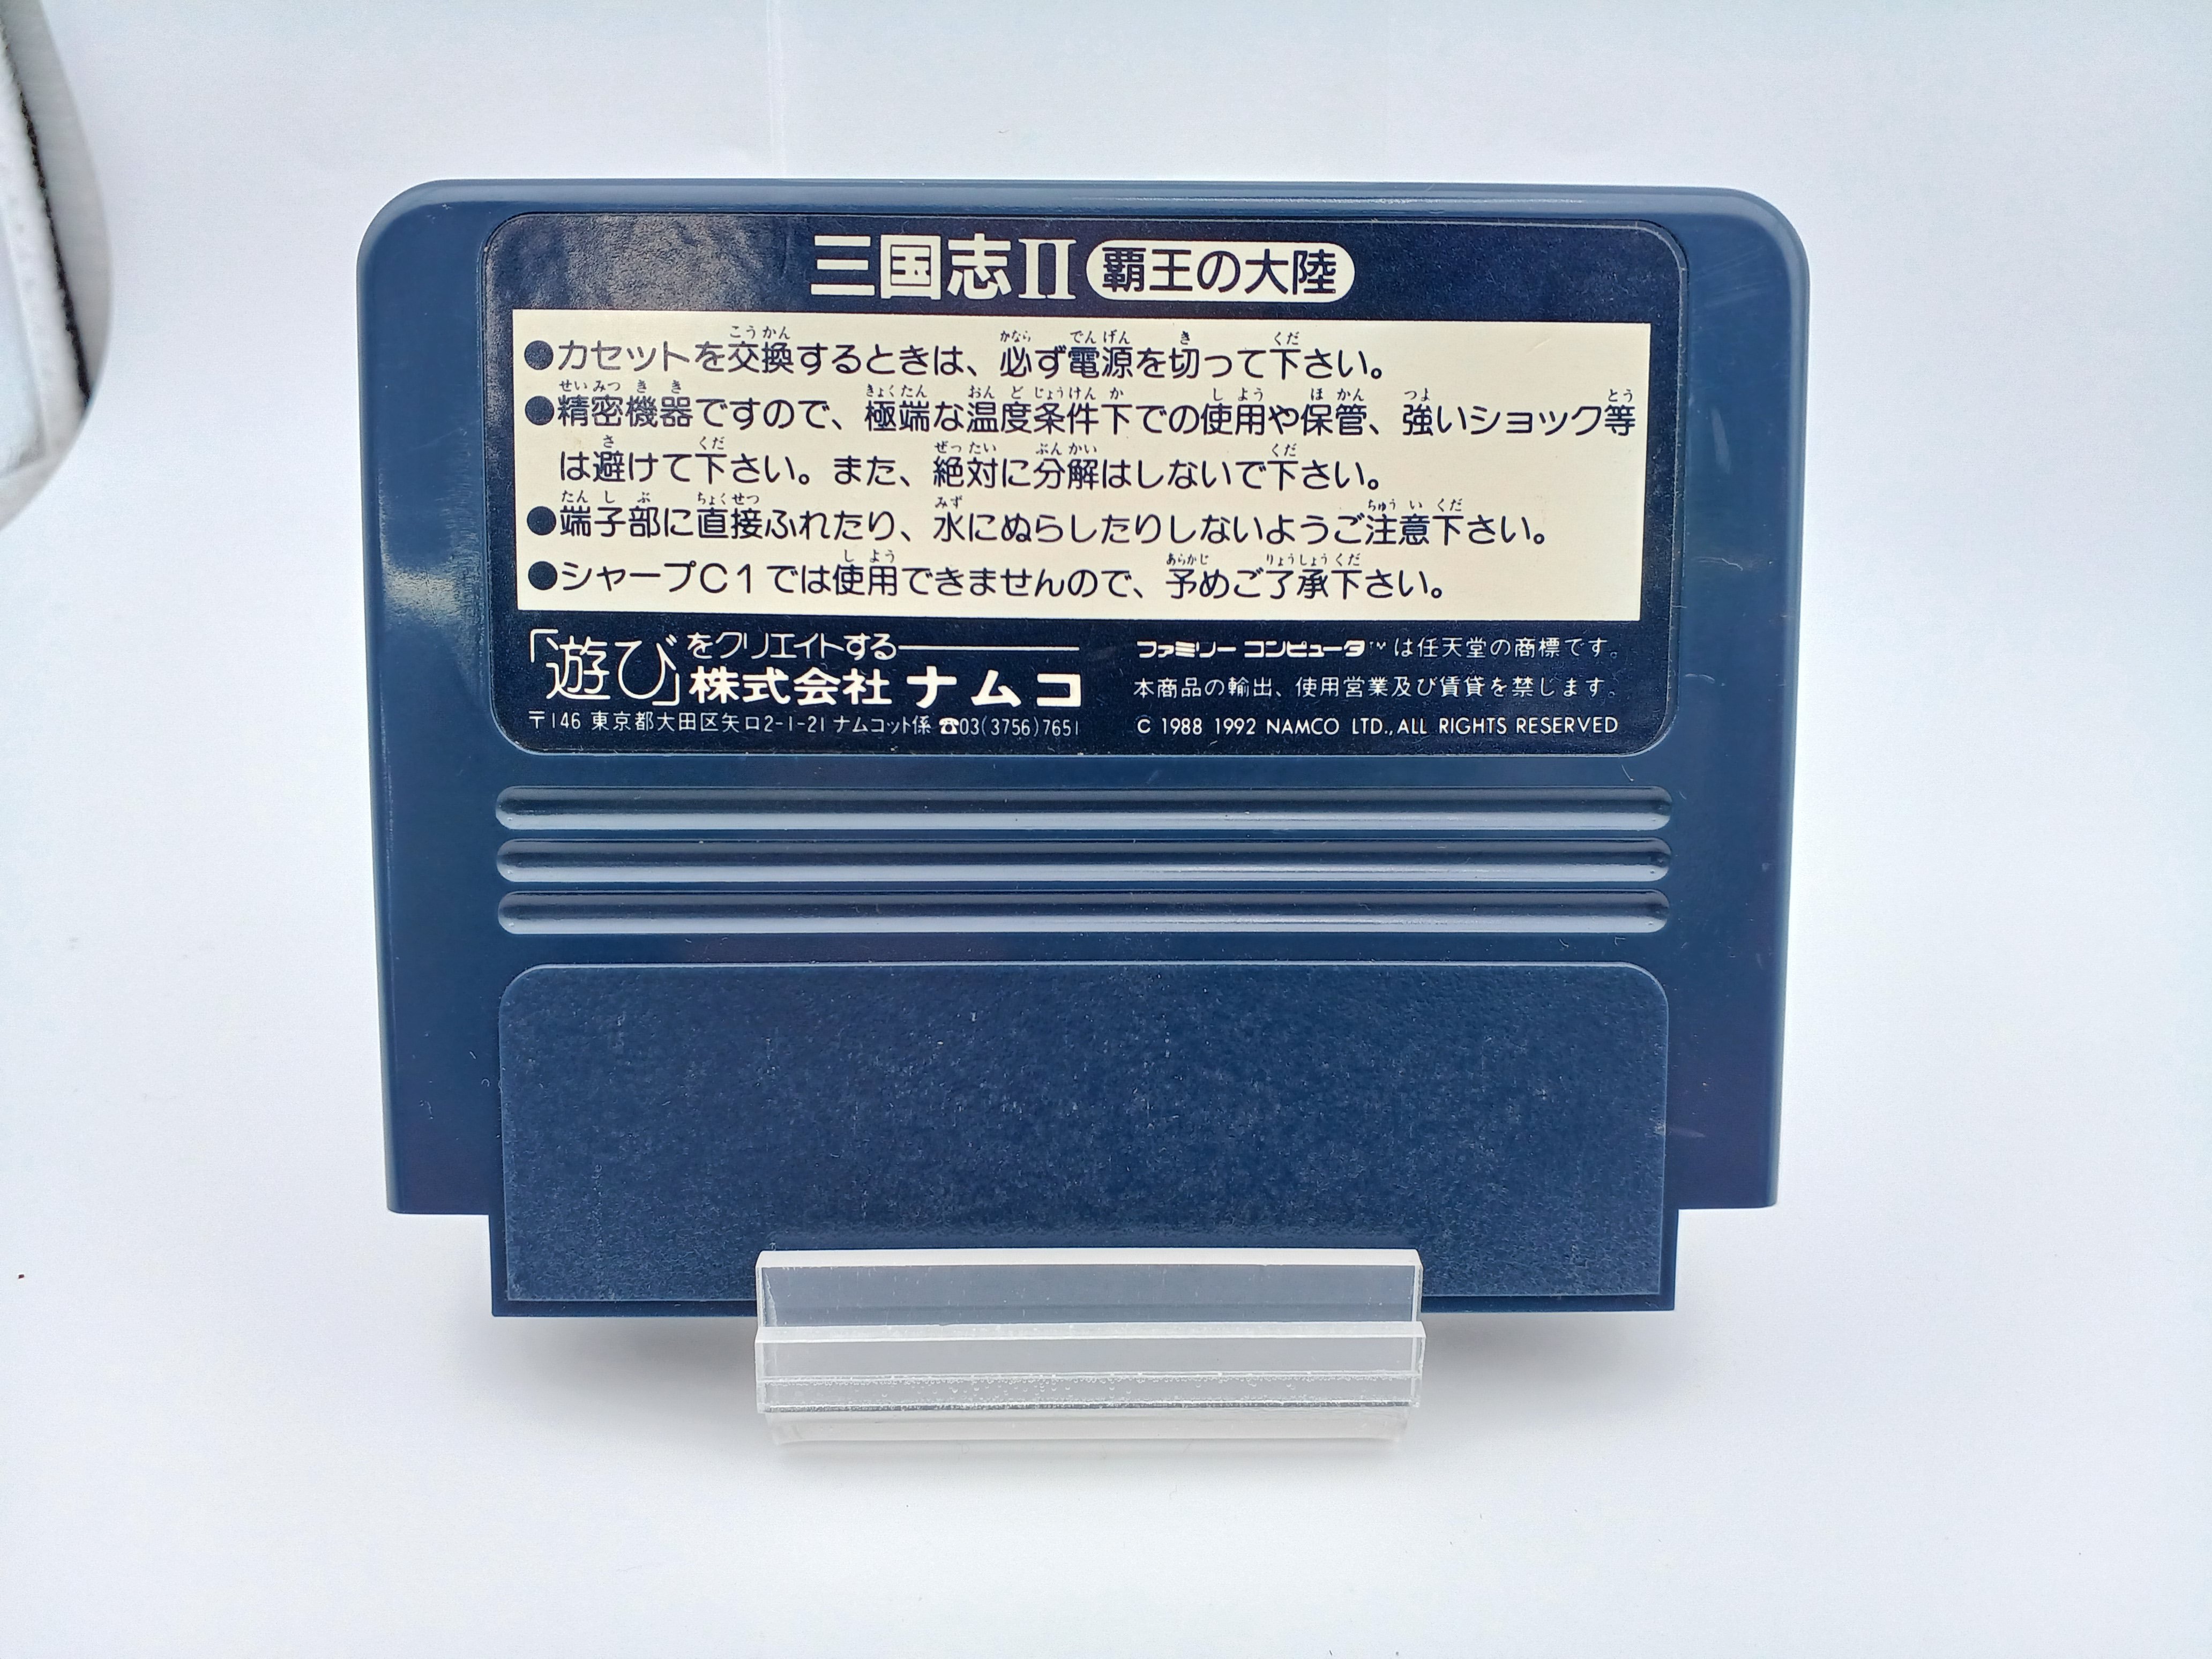 三国志II 覇王の大陸
●カセットを交換するときは、必ず電源を切って下さい。
●精密機器ですので、極端な温度条件下での使用や保管、強いショック等
は避けて下さい。また、絶対に分解はしないで下さい。
●端子部に直接ふれたり、水にぬらしたりしないようご注意下さい。
●シャープC1では使用できませんので、予めご了承下さい。
「遊び」をクリエイトする
株式会社ナムコ
〒146 東京都大田区矢口2-1-21 ナムコット係 ☎03(3756)7651
ファミリーコンピュータ™は任天堂の商標です。
本商品の輸出、使用営業及び賃貸を禁じます。
© 1988 1992 NAMCO LTD., ALL RIGHTS RESERVED